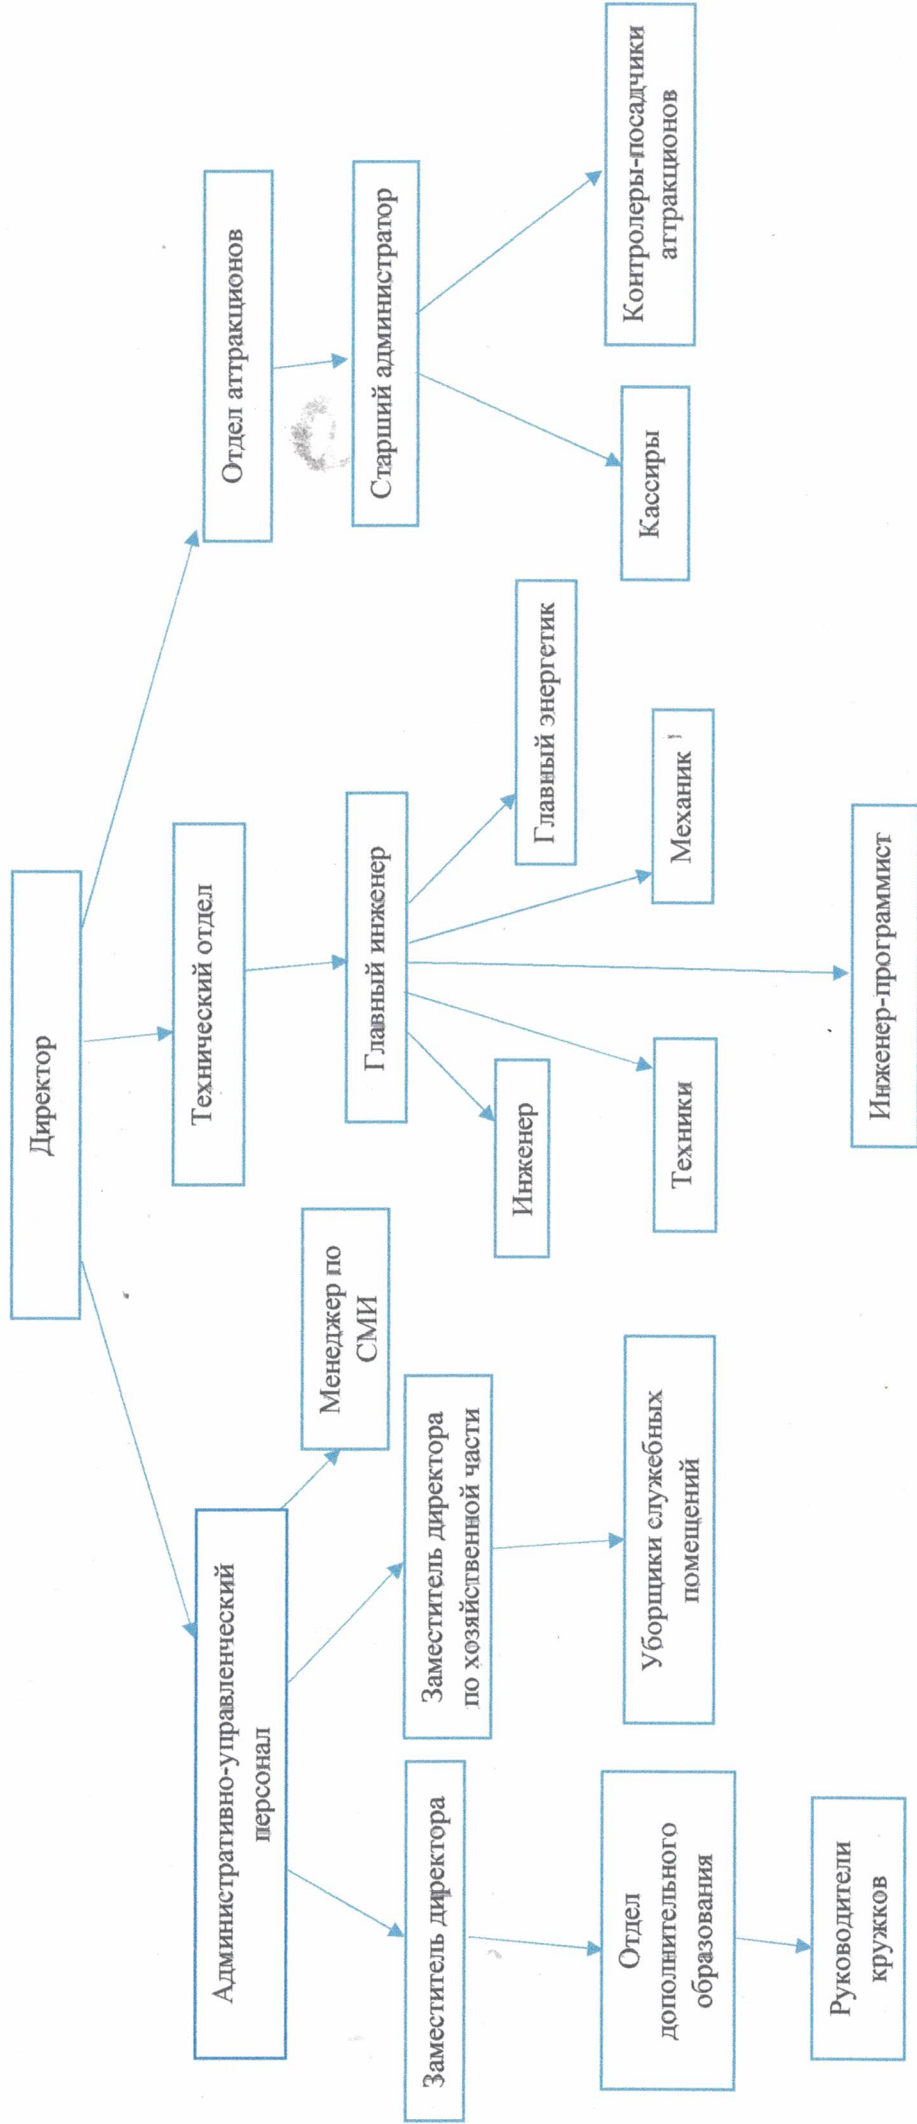 Директор
Административно-управленческий
персонал
Технический отдел
Отдел аттракционов
Менеджер по
СМИ
Главный инженер
Старший администратор
Заместитель директора
Заместитель директора
по хозяйственной части
Инженер
Главный энергетик
Отдел
дополнительного
образования
Уборщики служебных
помещений
Техники
Механик
Кассиры
Контролеры-посадчики
аттракционов
Руководители
кружков
Инженер-программист